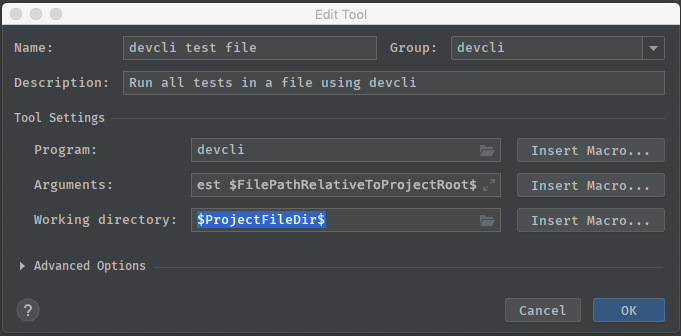 Edit Tool
Name: devcli test file Group: devcli
Description: Run all tests in a file using devcli
Tool Settings
Program: devcli Insert Macro...
Arguments: est $FilePathRelativeToProjectRoot$ Insert Macro...
Working directory: $ProjectFileDir$ Insert Macro...
Advanced Options
? Cancel OK